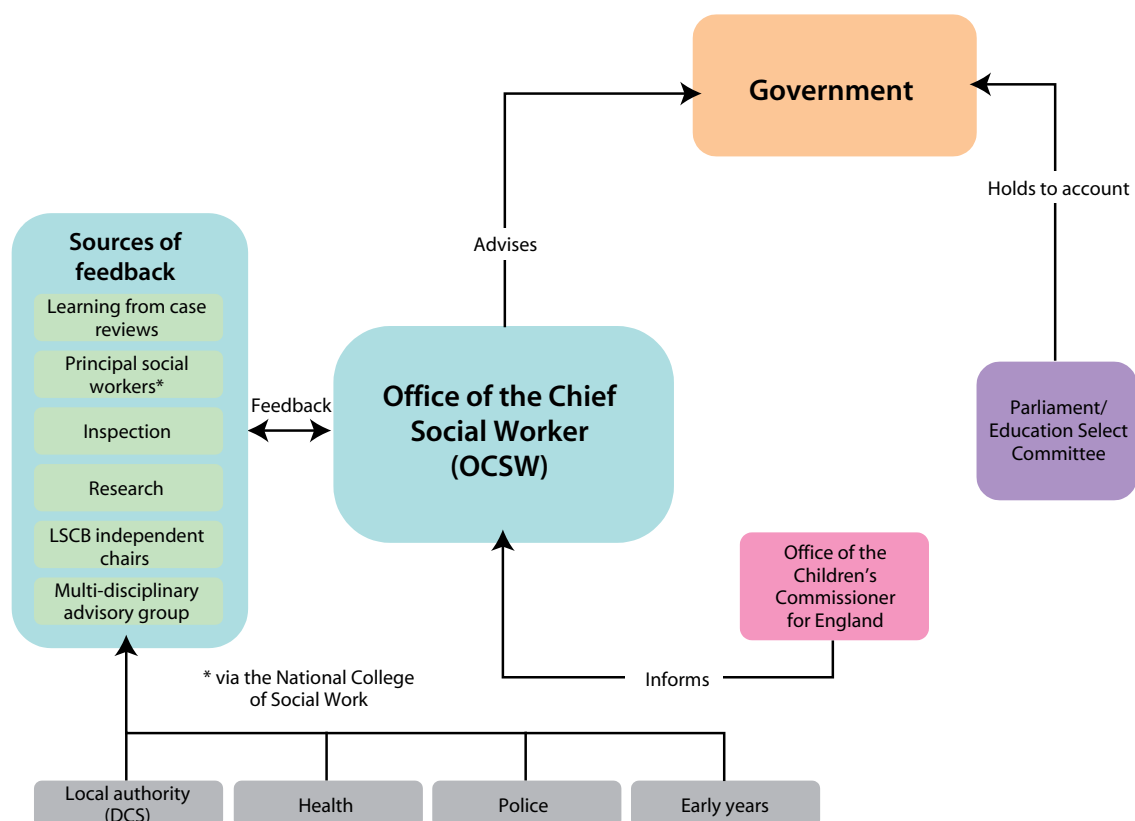 Government
Holds to account
Advises
Sources of
feedback
Learning from case
reviews
Principal social
workers*
Inspection
Research
LSCB independent
chairs
Multi-disciplinary
advisory group
Feedback
Office of the Chief
Social Worker
(OCSW)
Parliament/
Education Select
Committee
Office of the
Children’s
Commissioner
for England
Informs
* via the National College
of Social Work
Local authority
(DCS)
Health
Police
Early years